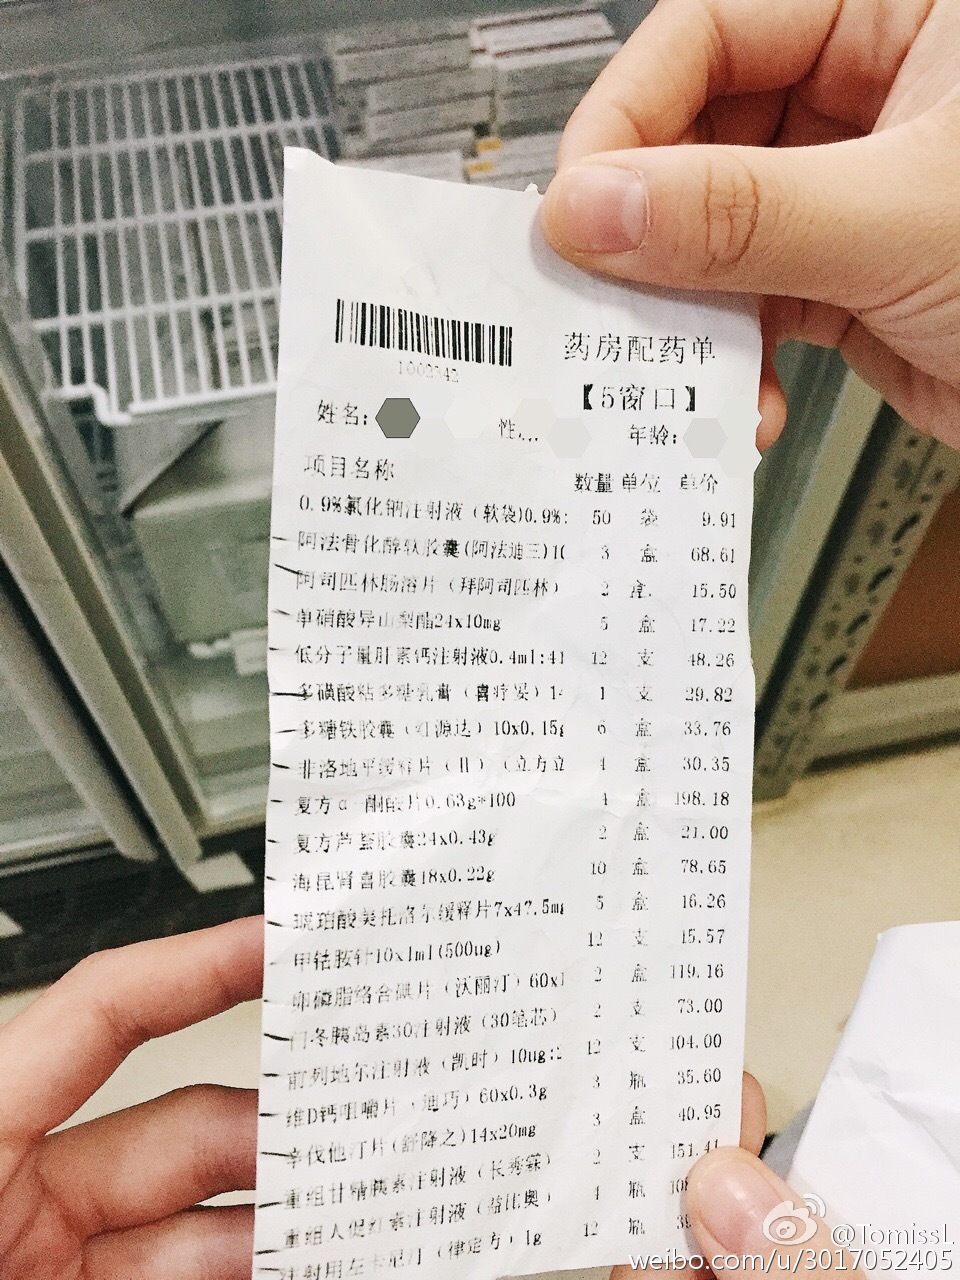 1002342
药房配药单
【5窗口】
姓名: 性... 年龄:
项目名称 数量 单位 单价
0.9%氯化钠注射液（软袋)0.9%: 50 袋 9.91
阿法骨化醇软胶囊(阿法迪三)10 3 盒 68.61
阿司匹林肠溶片（拜阿司匹林） 2 盒 15.50
单硝酸异山梨酯24x10mg 5 盒 17.22
低分子量肝素钙注射液0.4ml:41 12 支 48.26
多磺酸粘多糖乳膏（喜疗妥）14 1 支 29.82
多糖铁胶囊（红源达）10x0.15g 6 盒 33.76
非洛地平缓释片（II）（立方立 4 盒 30.35
复方α-酮酸片0.63g*100 4 盒 198.18
复方芦荟胶囊24x0.43g 2 盒 21.00
海昆肾喜胶囊18x0.22g 10 盒 78.65
琥珀酸美托洛尔缓释片7x47.5mg 5 盒 16.26
甲钴胺针10x1ml(500ug) 12 支 15.57
卵磷脂络合碘片（沃丽汀）60x1 2 盒 119.16
门冬胰岛素30注射液（30笔芯） 2 支 73.00
前列地尔注射液（凯时）10ug:2 12 支 104.00
维D钙咀嚼片（迪巧）60x0.3g 3 瓶 35.60
辛伐他汀片(舒降之)14x20mg 3 盒 40.95
重组甘精胰素注射液（长秀霖） 2 支 151.41
重组人促红素注射液（益比奥） 4 瓶 108
注射用左卡尼汀（律定方）1g 12 瓶 39
@TomissL
weibo.com/u/3017052405